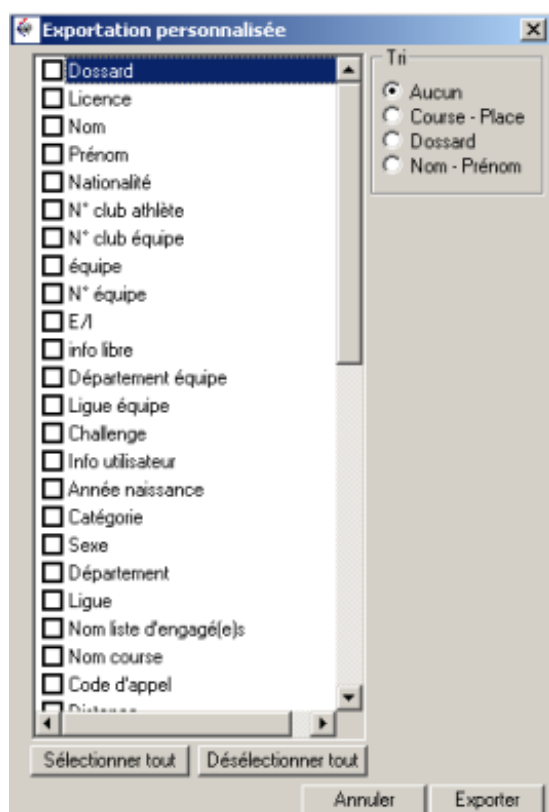 Exportation personnalisée
Dossard
Licence
Nom
Prénom
Nationalité
N° club athlète
N° club équipe
équipe
N° équipe
E/I
info libre
Département équipe
Ligue équipe
Challenge
Info utilisateur
Année naissance
Catégorie
Sexe
Département
Ligue
Nom liste d'engagé(e)s
Nom course
Code d'appel
Distance
Tri
Aucun
Course - Place
Dossard
Nom - Prénom
Sélectionner tout
Désélectionner tout
Annuler
Exporter